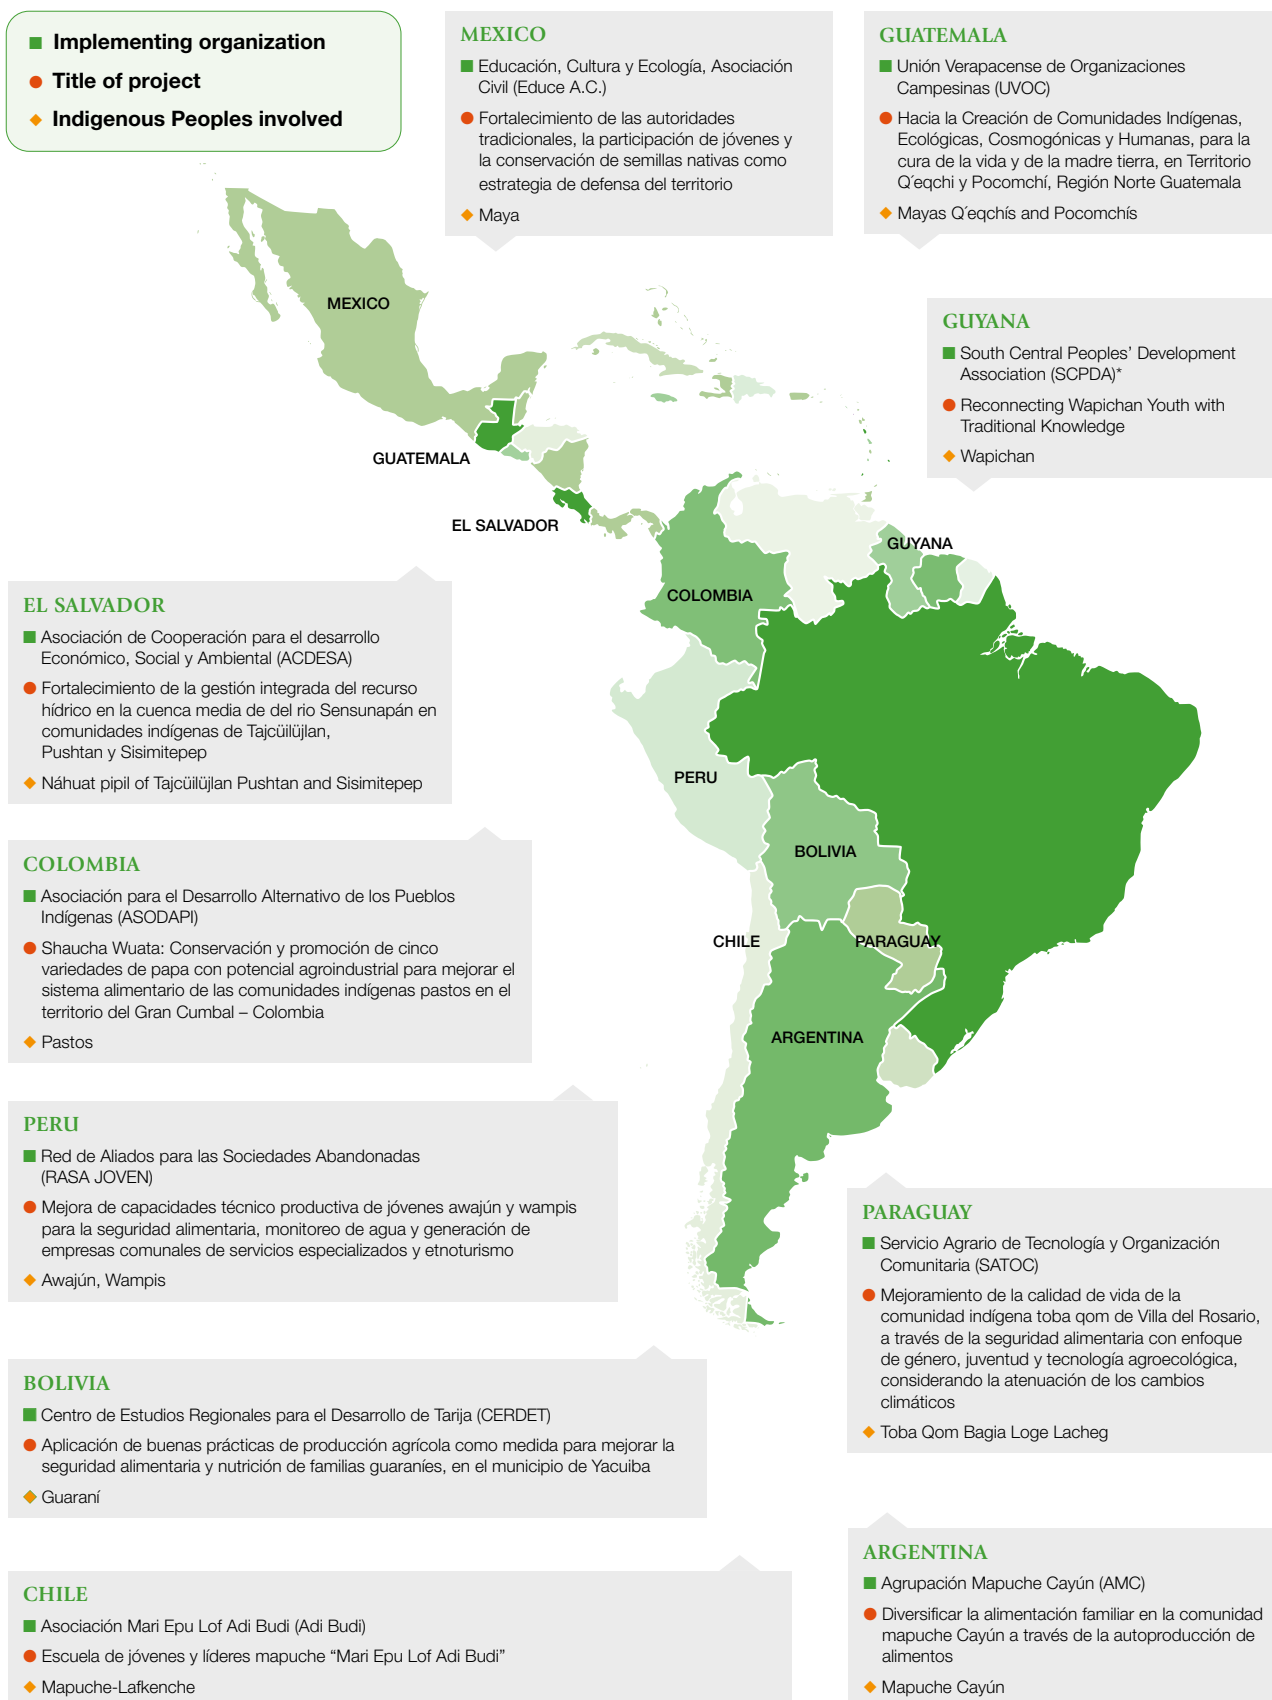 Implementing organization
Title of project
Indigenous Peoples involved
MEXICO
Educación, Cultura y Ecología, Asociación
Civil (Educe A.C.)
Fortalecimiento de las autoridades
tradicionales, la participación de jóvenes y
la conservación de semillas nativas como
estrategia de defensa del territorio
Maya
GUATEMALA
Unión Verapacense de Organizaciones
Campesinas (UVOC)
Hacia la Creación de Comunidades Indígenas,
Ecológicas, Cosmogónicas y Humanas, para la
cura de la vida y de la madre tierra, en Territorio
Q´eqchi y Pocomchí, Región Norte Guatemala
Mayas Q´eqchís and Pocomchís
GUYANA
South Central Peoples’ Development
Association (SCPDA)*
Reconnecting Wapichan Youth with
Traditional Knowledge
Wapichan
MEXICO
GUATEMALA
EL SALVADOR
GUYANA
COLOMBIA
PERU
BOLIVIA
CHILE
PARAGUAY
ARGENTINA
EL SALVADOR
Asociación de Cooperación para el desarrollo
Económico, Social y Ambiental (ACDESA)
Fortalecimiento de la gestión integrada del recurso
hídrico en la cuenca media de del rio Sensunapán en
comunidades indígenas de Tajcüilüjlan,
Pushtan y Sisimitepep
Náhuat pipil of Tajcüilüjlan Pushtan and Sisimitepep
COLOMBIA
Asociación para el Desarrollo Alternativo de los Pueblos
Indígenas (ASODAPI)
Shaucha Wuata: Conservación y promoción de cinco
variedades de papa con potencial agroindustrial para mejorar el
sistema alimentario de las comunidades indígenas pastos en el
territorio del Gran Cumbal – Colombia
Pastos
PERU
Red de Aliados para las Sociedades Abandonadas
(RASA JOVEN)
Mejora de capacidades técnico productiva de jóvenes awajún y wampis
para la seguridad alimentaria, monitoreo de agua y generación de
empresas comunales de servicios especializados y etnoturismo
Awajún, Wampis
PARAGUAY
Servicio Agrario de Tecnología y Organización
Comunitaria (SATOC)
Mejoramiento de la calidad de vida de la
comunidad indígena toba qom de Villa del Rosario,
a través de la seguridad alimentaria con enfoque
de género, juventud y tecnología agroecológica,
considerando la atenuación de los cambios
climáticos
Toba Qom Bagia Loge Lacheg
BOLIVIA
Centro de Estudios Regionales para el Desarrollo de Tarija (CERDET)
Aplicación de buenas prácticas de producción agrícola como medida para mejorar la
seguridad alimentaria y nutrición de familias guaraníes, en el municipio de Yacuiba
Guaraní
ARGENTINA
Agrupación Mapuche Cayún (AMC)
Diversificar la alimentación familiar en la comunidad
mapuche Cayún a través de la autoproducción de
alimentos
Mapuche Cayún
CHILE
Asociación Mari Epu Lof Adi Budi (Adi Budi)
Escuela de jóvenes y líderes mapuche “Mari Epu Lof Adi Budi”
Mapuche-Lafkenche